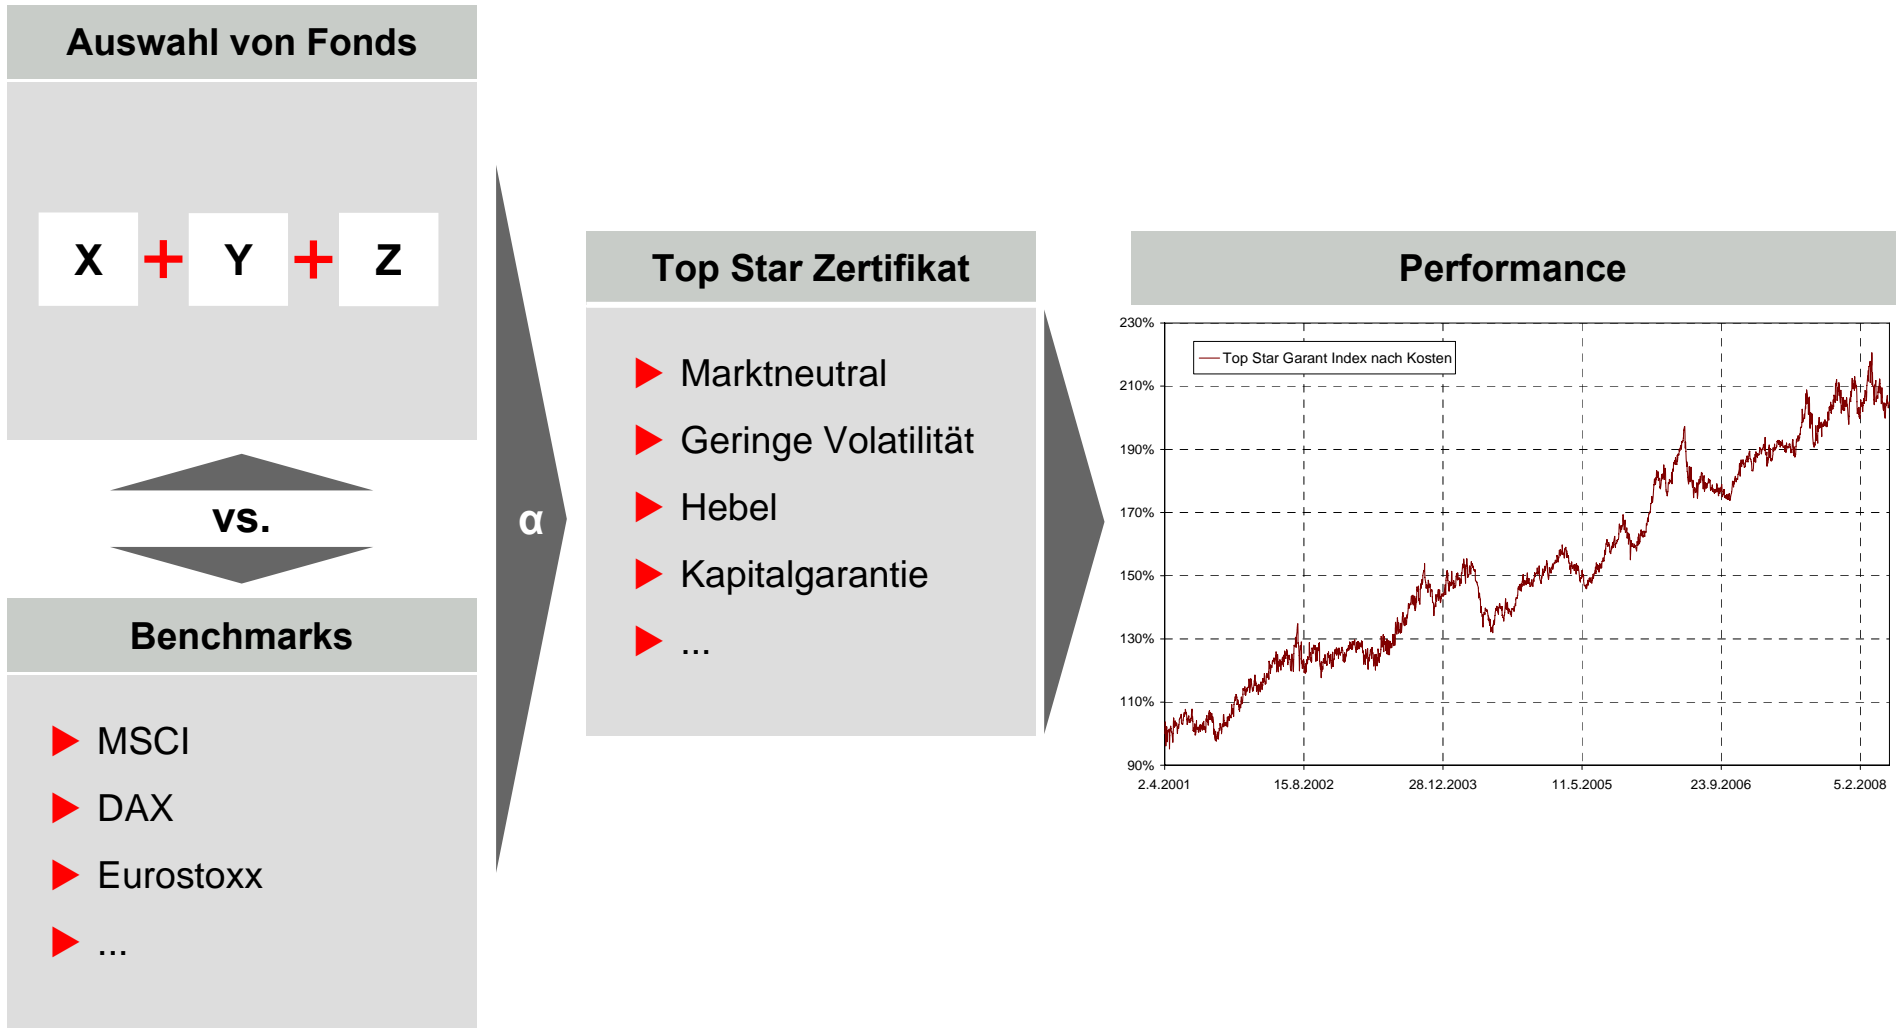 Auswahl von Fonds
X + Y + Z
vs.
Benchmarks
MSCI
DAX
Eurostoxx
...
α
Top Star Zertifikat
Marktneutral
Geringe Volatilität
Hebel
Kapitalgarantie
...
Performance
230%
Top Star Garant Index nach Kosten
210%
190%
170%
150%
130%
110%
90%
2.4.2001 15.8.2002 28.12.2003 11.5.2005 23.9.2006 5.2.2008